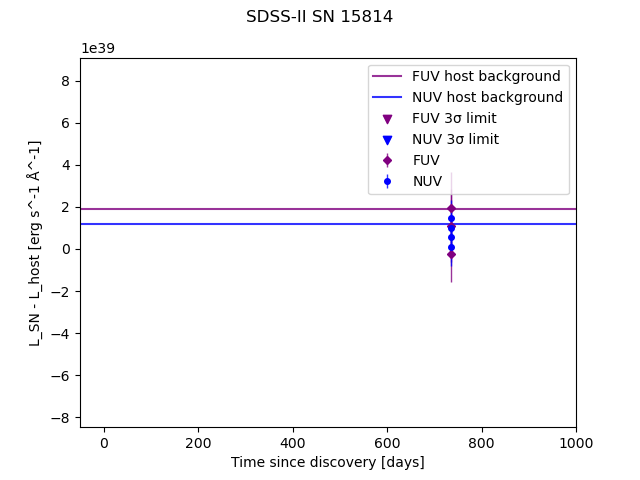 SDSS-II SN 15814
1e39
FUV host background
NUV host background
FUV 3σ limit
NUV 3σ limit
FUV
NUV
8
6
4
2
0
−2
−4
−6
−8
L_SN - L_host [erg s^-1 Å^-1]
0 200 400 600 800 1000
Time since discovery [days]